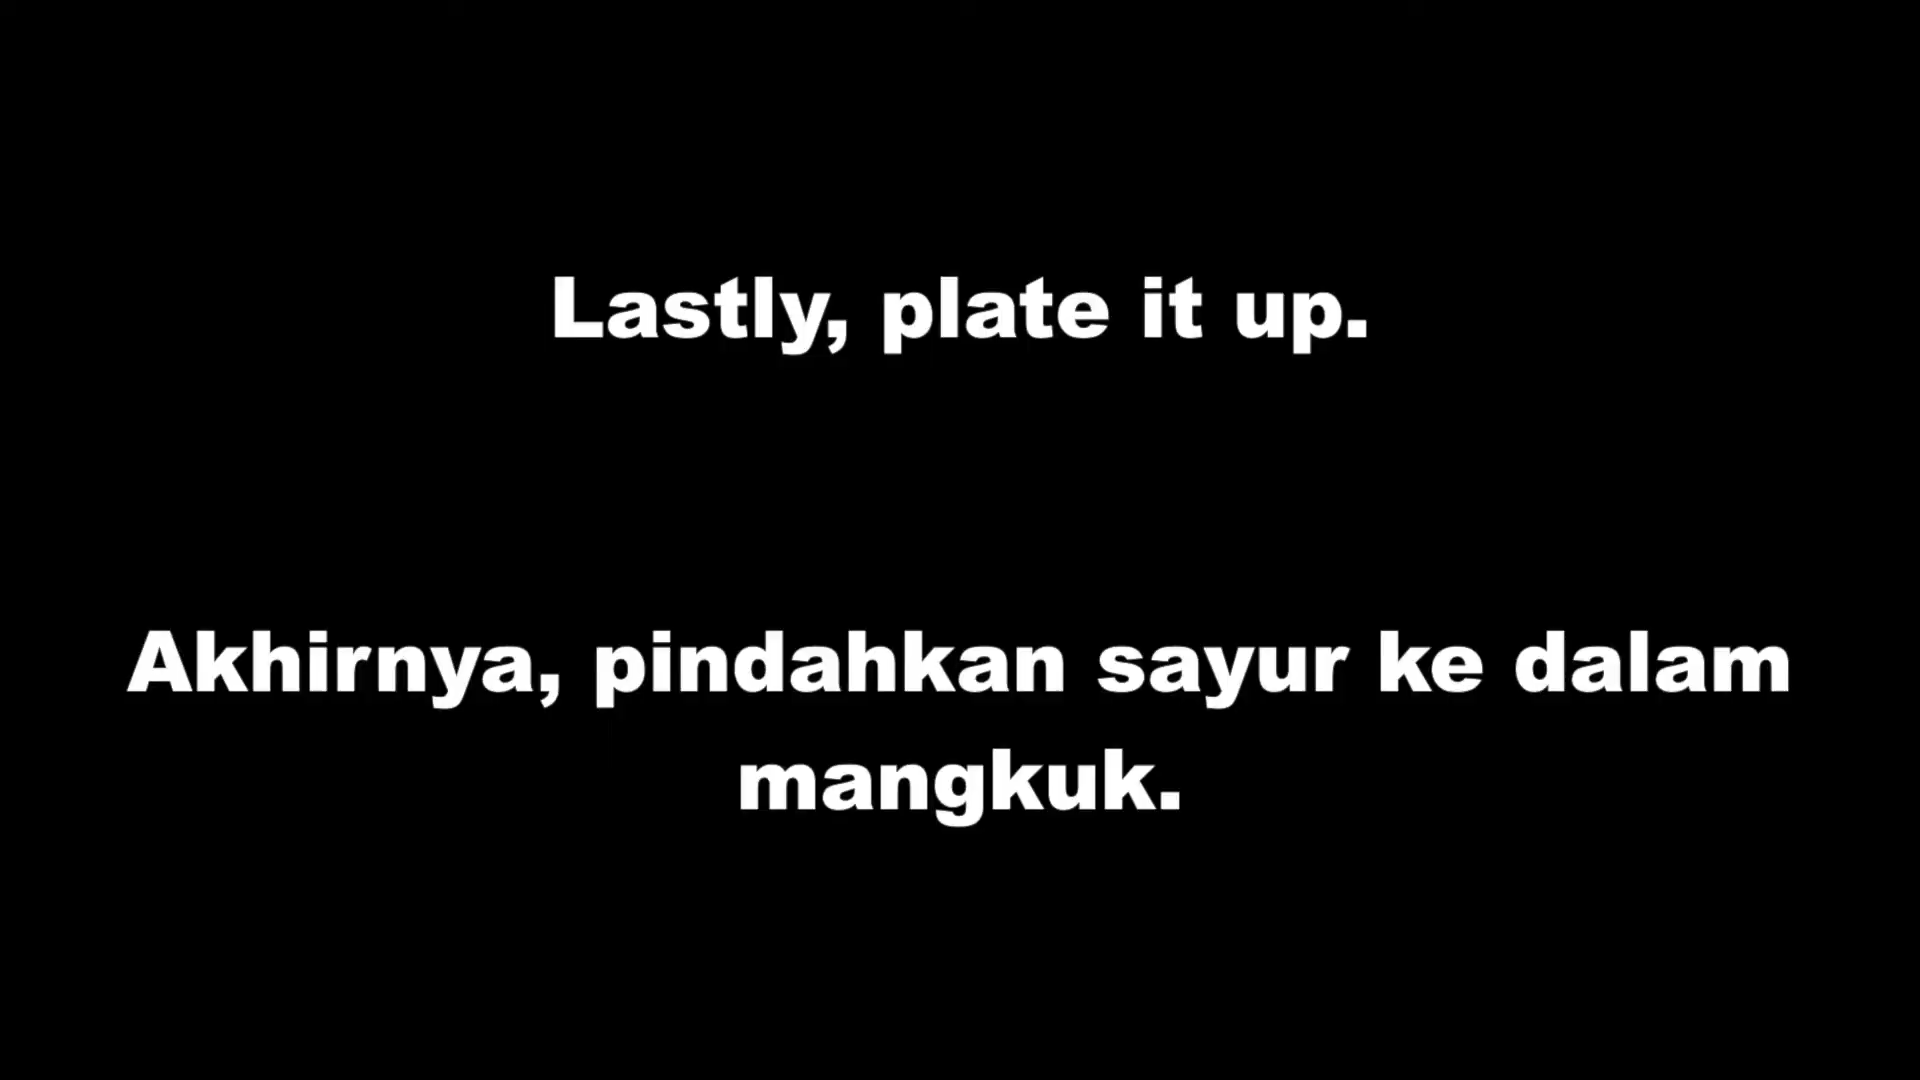 Lastly, plate it up.
Akhirnya, pindahkan sayur ke dalam
mangkuk.